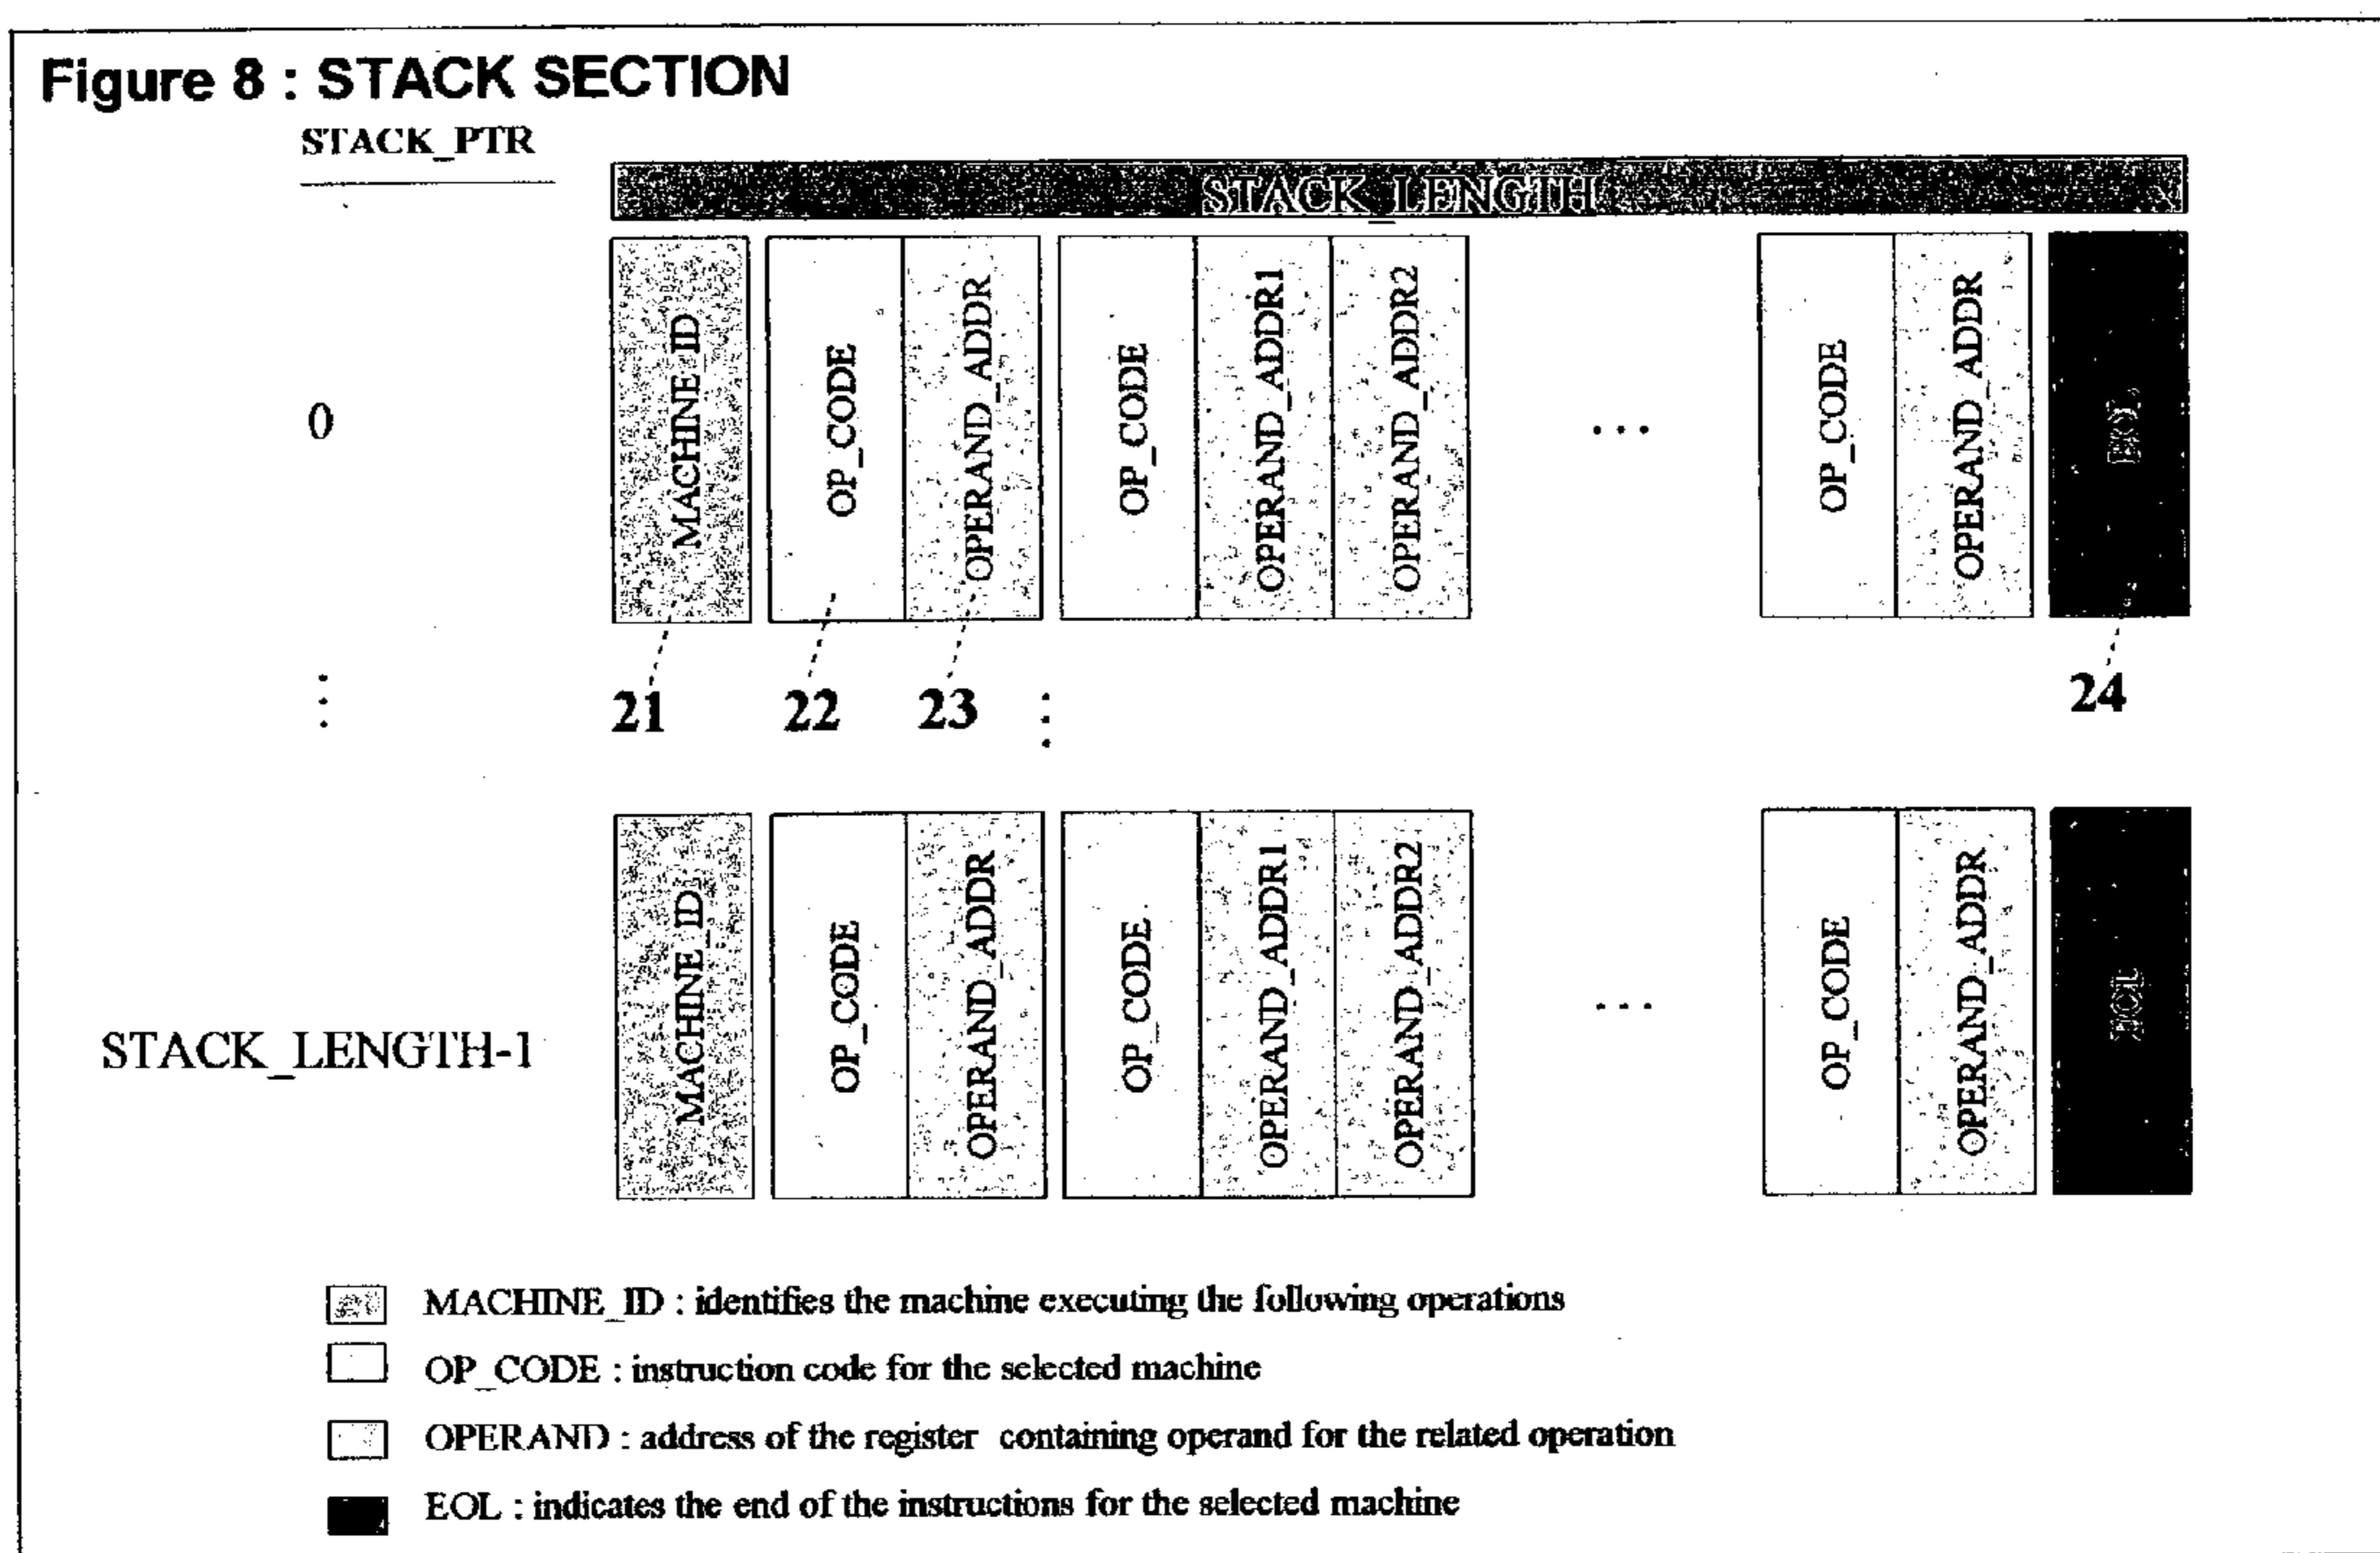 Figure 8 : STACK SECTION
STACK_PTR
STACK_LENGTH
0
MACHINE_ID
OP_CODE
OPERAND_ADDR
OP_CODE
OPERAND_ADDR1
OPERAND_ADDR2
...
OP_CODE
OPERAND_ADDR
EOL
21
22
23
24
STACK_LENGTH-1
MACHINE_ID
OP_CODE
OPERAND_ADDR
OP_CODE
OPERAND_ADDR1
OPERAND_ADDR2
...
OP_CODE
OPERAND_ADDR
EOL
MACHINE_ID : identifies the machine executing the following operations
OP_CODE : instruction code for the selected machine
OPERAND : address of the register containing operand for the related operation
EOL : indicates the end of the instructions for the selected machine